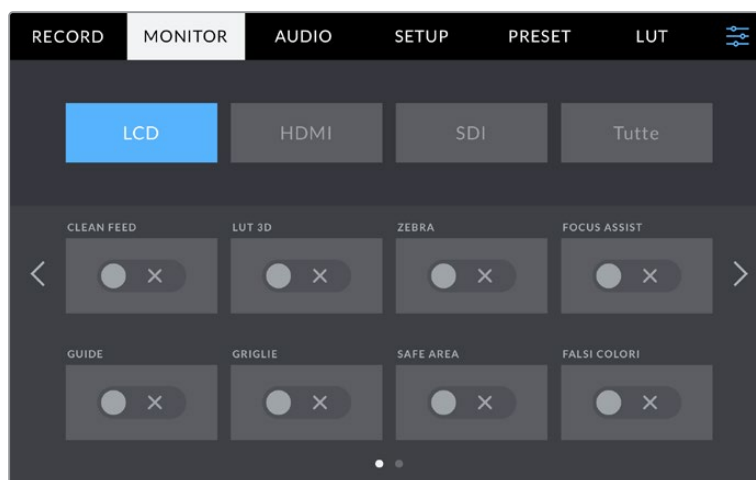 RECORD MONITOR AUDIO SETUP PRESET LUT
LCD HDMI SDI Tutte
CLEAN FEED LUT 3D ZEBRA FOCUS ASSIST
GUIDE GRIGLIE SAFE AREA FALSI COLORI